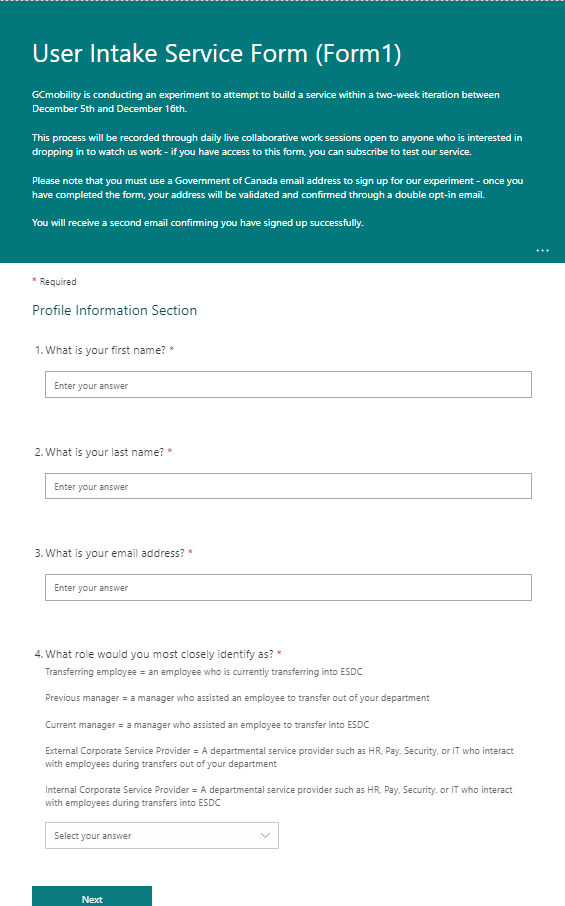 User Intake Service Form (Form1)
GCmobility is conducting an experiment to attempt to build a service within a two-week iteration between
December 5th and December 16th.
This process will be recorded through daily live collaborative work sessions open to anyone who is interested in
dropping in to watch us work - if you have access to this form, you can subscribe to test our service.
Please note that you must use a Government of Canada email address to sign up for our experiment - once you
have completed the form, your address will be validated and confirmed through a double opt-in email.
You will receive a second email confirming you have signed up successfully.
...
* Required
Profile Information Section
1. What is your first name? *
Enter your answer
2. What is your last name? *
Enter your answer
3. What is your email address? *
Enter your answer
4. What role would you most closely identify as? *
Transferring employee = an employee who is currently transferring into ESDC
Previous manager = a manager who assisted an employee to transfer out of your department
Current manager = a manager who assisted an employee to transfer into ESDC
External Corporate Service Provider = A departmental service provider such as HR, Pay, Security, or IT who interact
with employees during transfers out of your department
Internal Corporate Service Provider = A departmental service provider such as HR, Pay, Security, or IT who interact
with employees during transfers into ESDC
Select your answer
Next